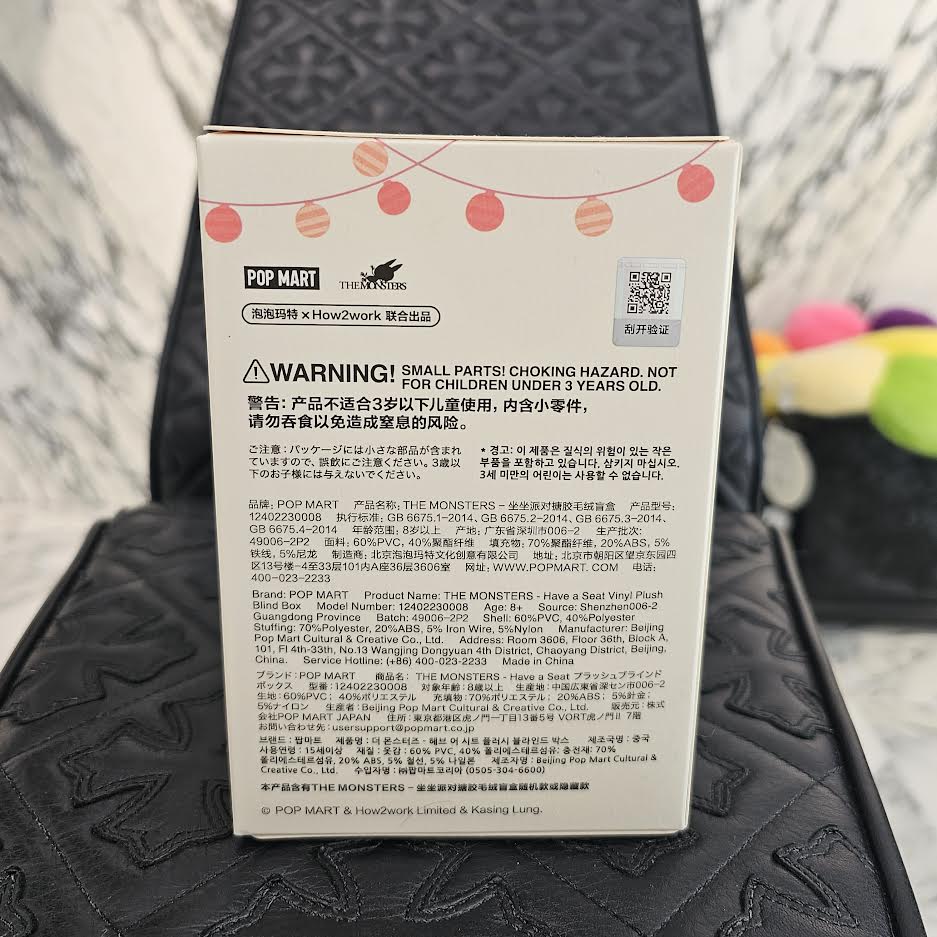 POP MART
THE MONSTERS
泡泡玛特 × How2work 联合出品
刮开验证
WARNING! SMALL PARTS! CHOKING HAZARD. NOT
FOR CHILDREN UNDER 3 YEARS OLD.
警告: 产品不适合3岁以下儿童使用, 内含小零件,
请勿吞食以免造成窒息的风险。
ご注意: パッケージには小さな部品が含まれ
ていますので、誤飲にご注意ください。3歳以
下のお子様には与えないでください。
* 경고: 이 제품은 질식의 위험이 있는 작은
부품을 포함하고 있습니다. 삼키지 마십시오.
3세 미만의 어린이는 사용할 수 없습니다.
品牌: POP MART 产品名称: THE MONSTERS - 坐坐派对搪胶毛绒盲盒 产品型号:
12402230008 执行标准: GB 6675.1-2014、GB 6675.2-2014、GB 6675.3-2014、
GB 6675.4-2014 年龄范围: 8岁以上 产地: 广东省深圳市006-2 生产批次:
49006-2P2 面料: 60%PVC, 40%聚酯纤维 填充物: 70%聚酯纤维, 20%ABS, 5%
铁线, 5%尼龙 制造商: 北京泡泡玛特文化创意有限公司 地址: 北京市朝阳区望京东园四
区13号楼-4至33层101内A座36层3606室 网址: WWW.POPMART.COM 电话:
400-023-2233
Brand: POP MART Product Name: THE MONSTERS - Have a Seat Vinyl Plush
Blind Box Model Number: 12402230008 Age: 8+ Source: Shenzhen006-2
Guangdong Province Batch: 49006-2P2 Shell: 60%PVC, 40%Polyester
Stuffing: 70%Polyester, 20%ABS, 5% Iron Wire, 5%Nylon Manufacturer: Beijing
Pop Mart Cultural & Creative Co., Ltd. Address: Room 3606, Floor 36th, Block A,
101, Fl 4th-33th, No.13 Wangjing Dongyuan 4th District, Chaoyang District, Beijing,
China. Service Hotline: (+86) 400-023-2233 Made in China
ブランド: POP MART 商品名: THE MONSTERS - Have a Seat プラッシュブラインド
ボックス 型番: 12402230008 対象年齢: 8歳以上 生産地: 中国広東省深セン市006-2
生地: 60%PVC; 40%ポリエステル 充填物: 70%ポリエステル; 20%ABS; 5%針金;
5%ナイロン 生産者: Beijing Pop Mart Cultural & Creative Co., Ltd. 販売元: 株式
会社POP MART JAPAN 住所: 東京都港区虎ノ門一丁目13番5号 VORT虎ノ門II 7階
お問い合わせ先: usersupport@popmart.co.jp
브랜드: 팝마트 제품명: 더 몬스터즈 - 해브 어 시트 플러시 블라인드 박스 제조국명: 중국
사용연령: 15세이상 재질: 겉감: 60% PVC, 40% 폴리에스테르섬유; 충전재: 70%
폴리에스테르섬유, 20% ABS, 5% 철선, 5% 나일론 제조자명: Beijing Pop Mart Cultural &
Creative Co., Ltd. 수입자명: ㈜팝마트코리아 (0505-304-6600)
本产品含有THE MONSTERS - 坐坐派对搪胶毛绒盲盒随机款或隐藏款
© POP MART & How2work Limited & Kasing Lung.